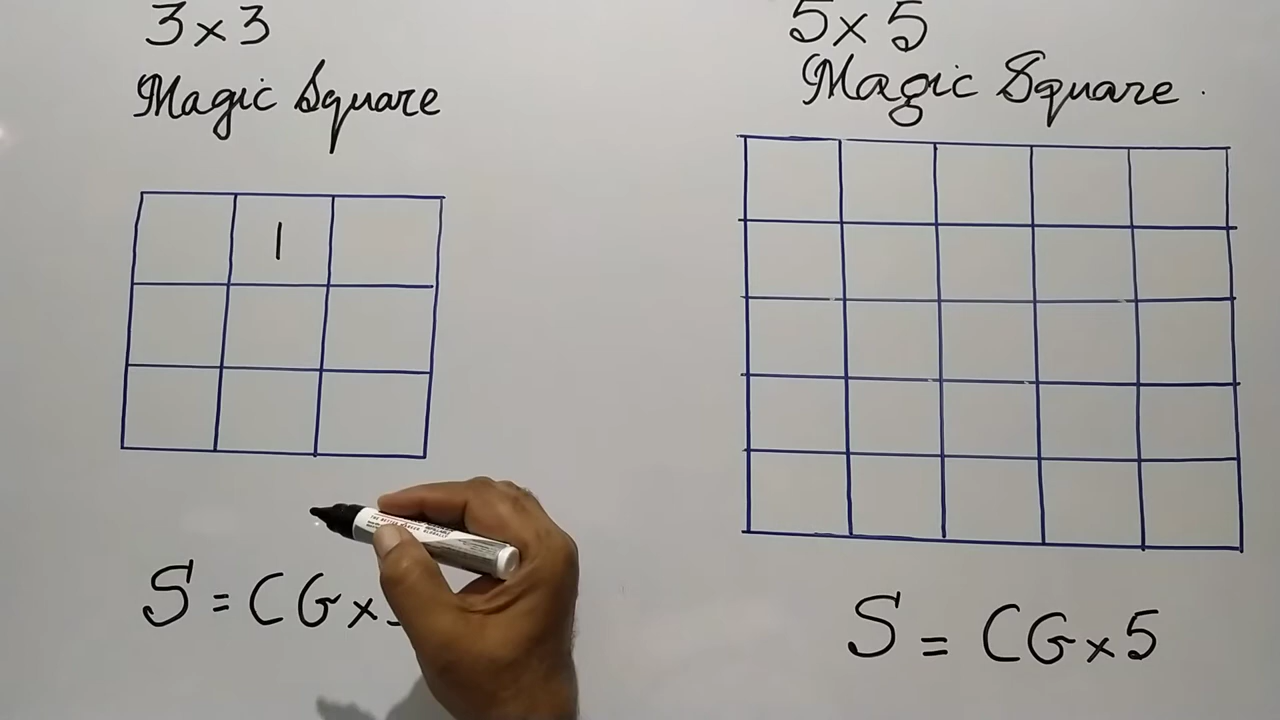 3×3
Magic Square
1
S = CG×
5×5
Magic Square
S = CG×5